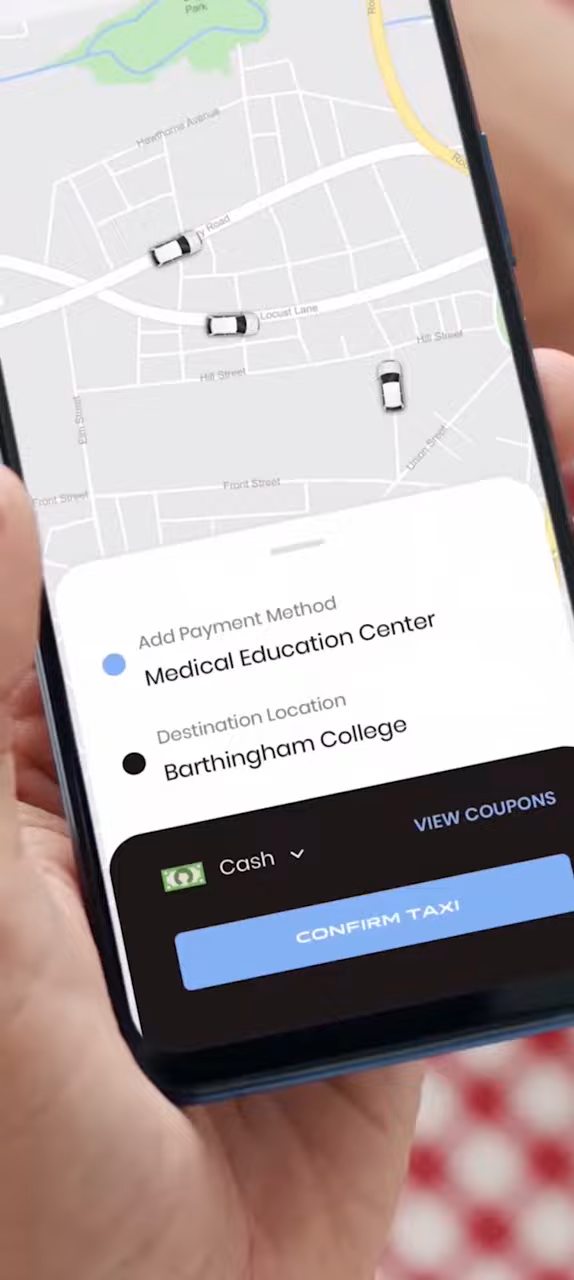 Park
Hawthorne Avenue
Road
Locust Lane
Hill Street
Hill Street
Elm Street
Union Street
Front Street
Front Street
Add Payment Method
Medical Education Center
Destination Location
Barthingham College
Cash
VIEW COUPONS
CONFIRM TAXI